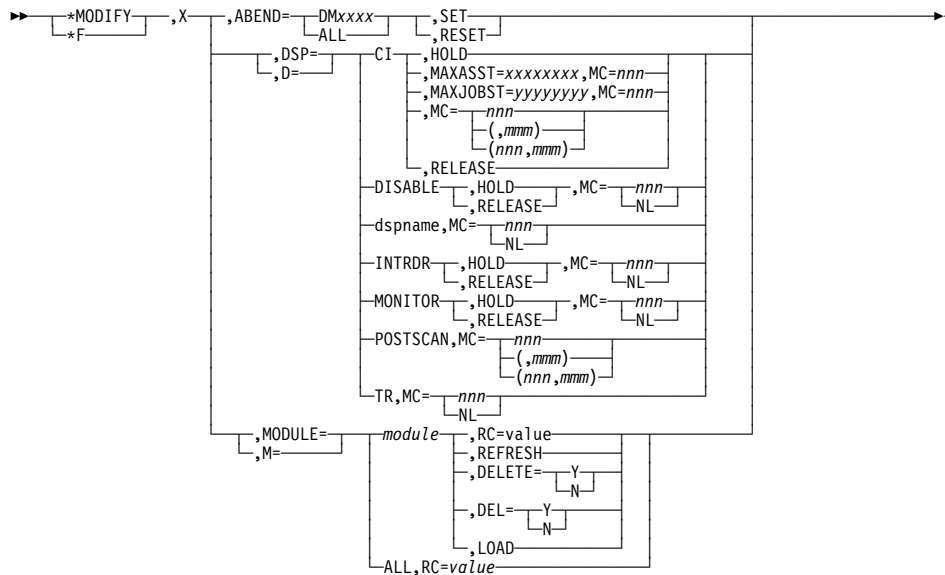 *MODIFY ,X ,ABEND= DMxxxx ,SET
*F ALL ,RESET
,DSP= CI ,HOLD
,D= ,MAXASST=xxxxxxxx,MC=nnn
,MAXJOBST=yyyyyyyy,MC=nnn
,MC= nnn
(,mmm)
(nnn,mmm)
,RELEASE
DISABLE ,HOLD ,MC= nnn
,RELEASE NL
dspname,MC= nnn
NL
INTRDR ,HOLD ,MC= nnn
,RELEASE NL
MONITOR ,HOLD ,MC= nnn
,RELEASE NL
POSTSCAN,MC= nnn
(,mmm)
(nnn,mmm)
TR,MC= nnn
NL
,MODULE= module ,RC=value
,M= ,REFRESH
,DELETE= Y
N
,DEL= Y
N
,LOAD
ALL,RC=value